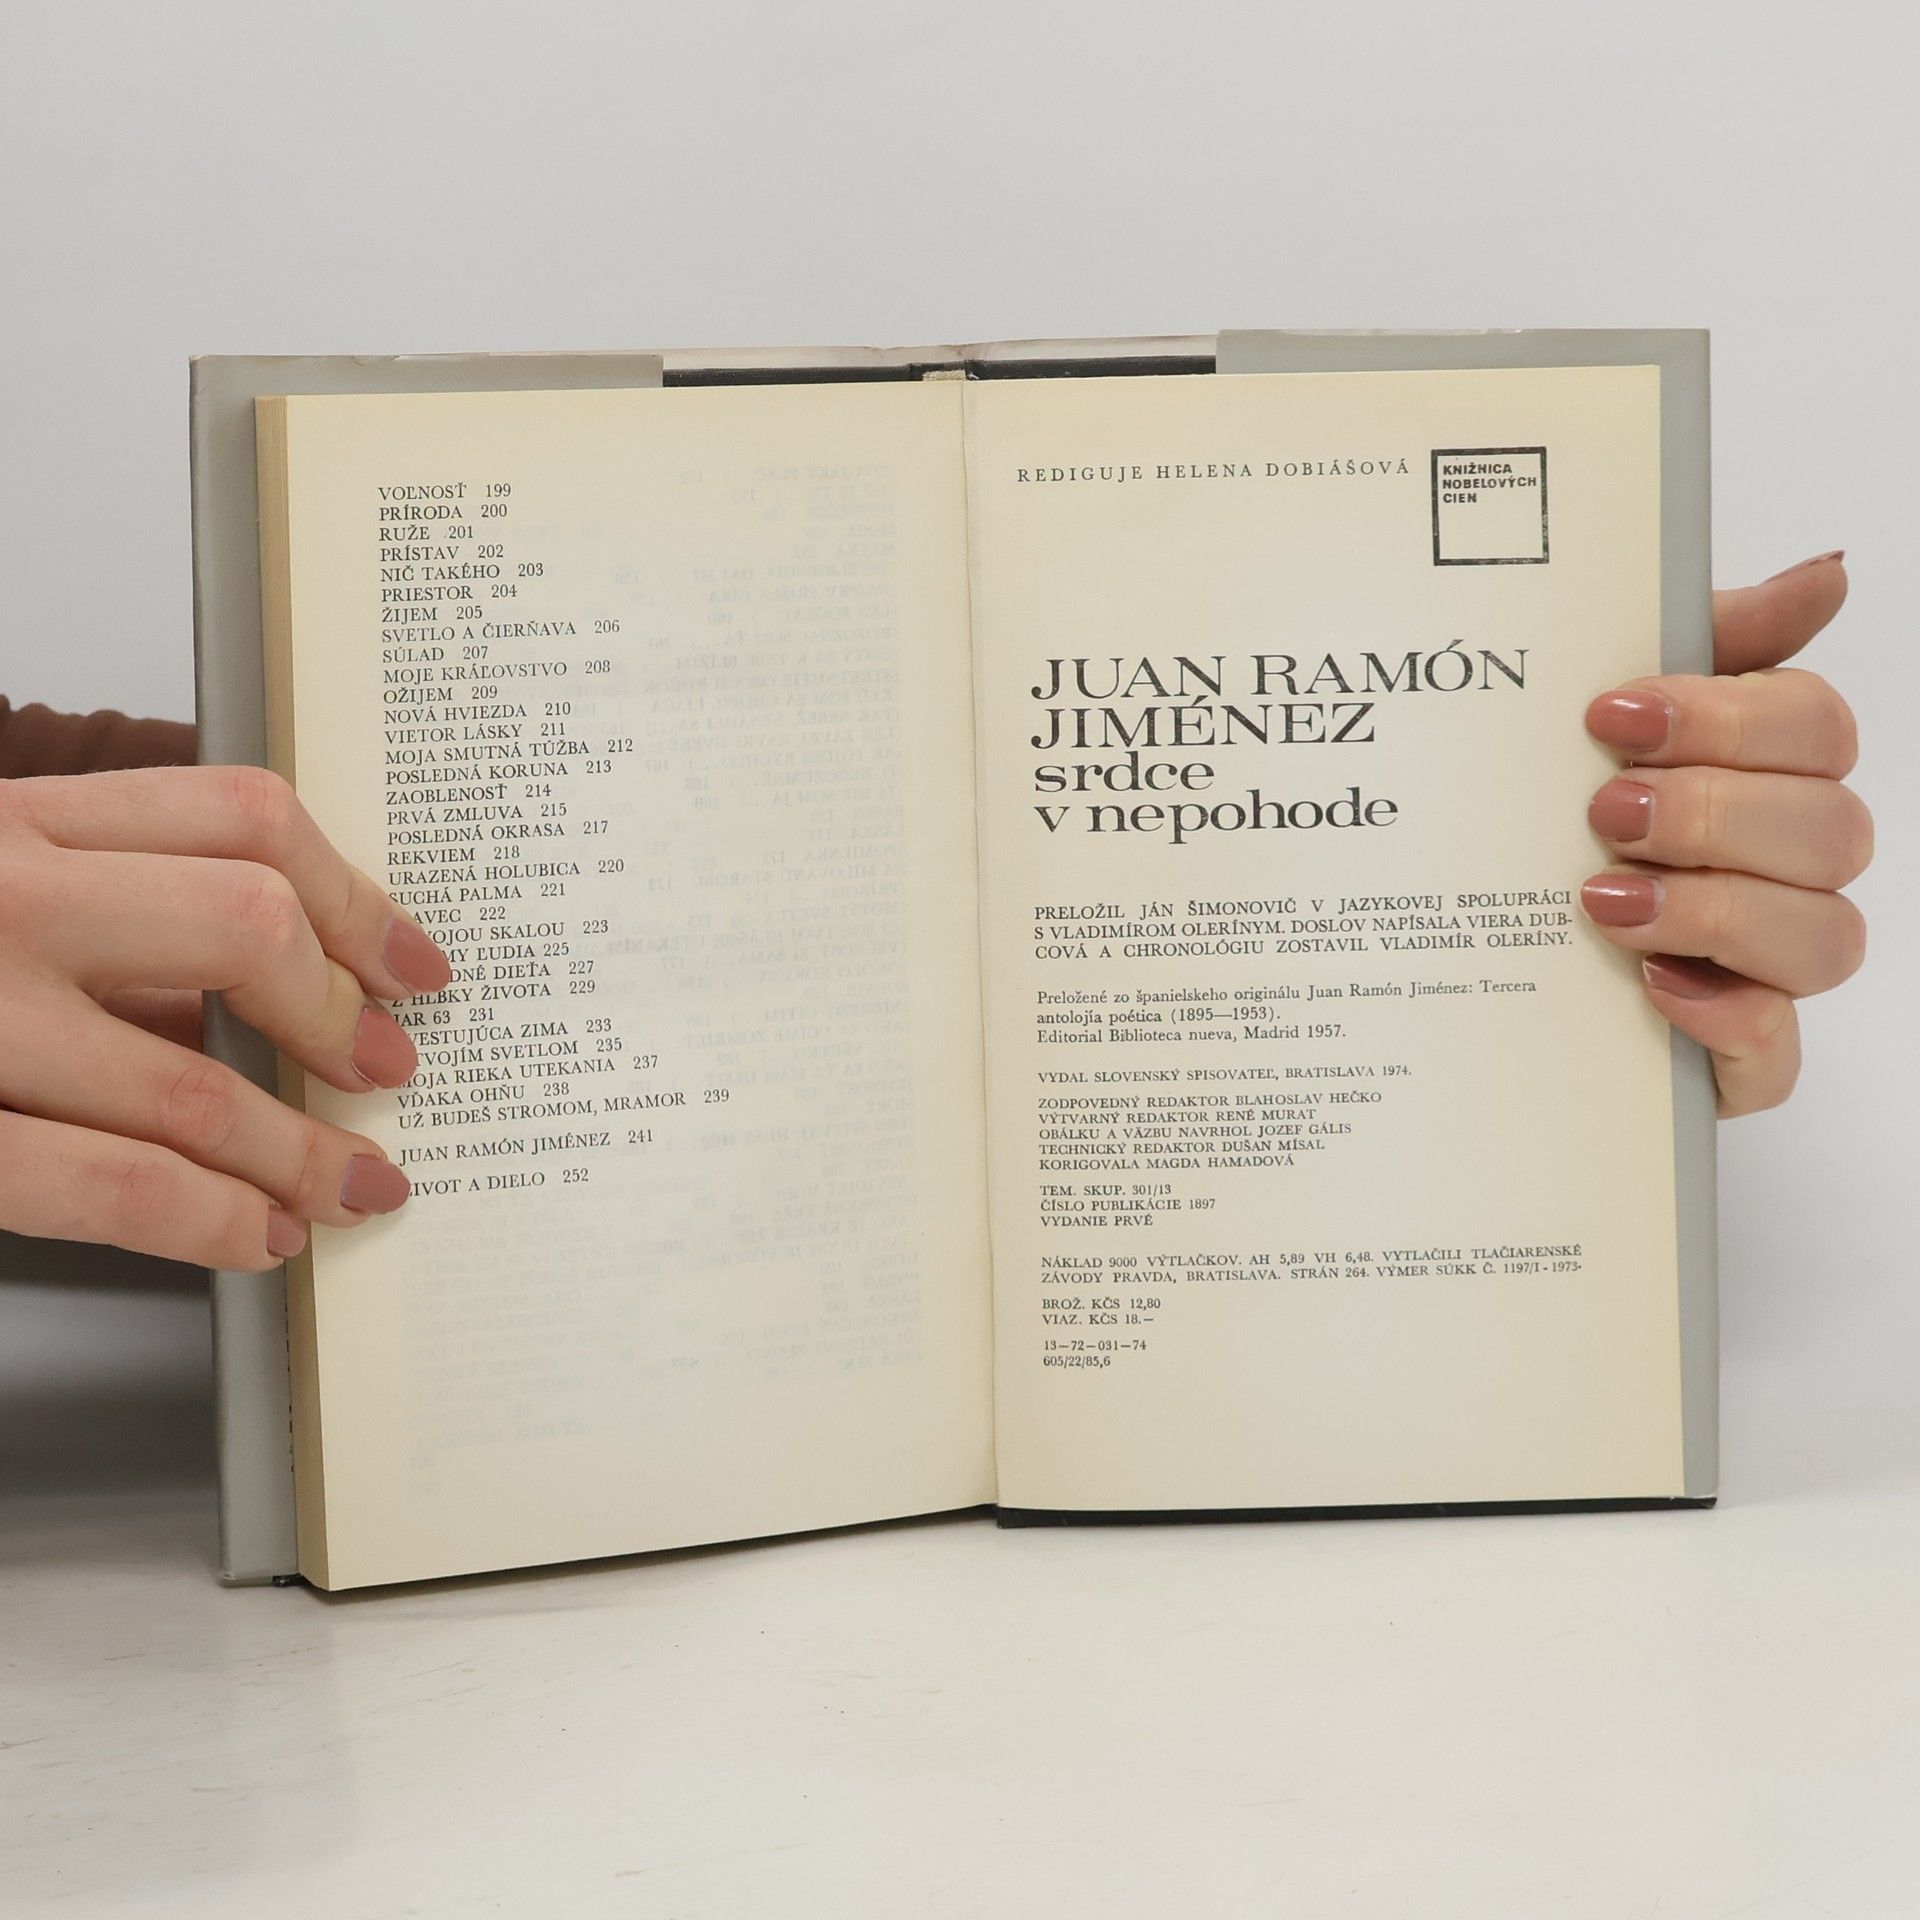 VOĽNOSŤ 199
PRÍRODA 200
RUŽE 201
PRÍSTAV 202
NIČ TAKÉHO 203
PRIESTOR 204
ŽIJEM 205
SVETLO A ČIERŇAVA 206
SÚLAD 207
MOJE KRÁĽOVSTVO 208
OŽIJEM 209
NOVÁ HVIEZDA 210
VIETOR LÁSKY 211
MOJA SMUTNÁ TÚŽBA 212
POSLEDNÁ KORUNA 213
ZAOBLENOSŤ 214
PRVÁ ZMLUVA 215
POSLEDNÁ OKRASA 217
REKVIEM 218
URAZENÁ HOLUBICA 220
SUCHÁ PALMA 221
AVEC 222
VOJOU SKALOU 223
MY ĽUDIA 225
DNÉ DIEŤA 227
Z HĹBKY ŽIVOTA 229
JAR 63 231
VESTUJÚCA ZIMA 233
TVOJÍM SVETLOM 235
MOJA RIEKA UTEKANIA 237
VĎAKA OHŇU 238
UŽ BUDEŠ STROMOM, MRAMOR 239
JUAN RAMÓN JIMÉNEZ 241
ŽIVOT A DIELO 252
REDIGUJE HELENA DOBIÁŠOVÁ
KNIŽNICA
NOBELOVÝCH
CIEN
JUAN RAMÓN
JIMÉNEZ
srdce
v nepohode
PRELOŽIL JÁN ŠIMONOVIČ V JAZYKOVEJ SPOLUPRÁCI
S VLADIMÍROM OLERÍNYM. DOSLOV NAPÍSALA VIERA DUB-
COVÁ A CHRONOLÓGIU ZOSTAVIL VLADIMÍR OLERÍNY.
Preložené zo španielskeho originálu Juan Ramón Jiménez: Tercera
antolojía poética (1895—1953).
Editorial Biblioteca nueva, Madrid 1957.
VYDAL SLOVENSKÝ SPISOVATEĽ, BRATISLAVA 1974.
ZODPOVEDNÝ REDAKTOR BLAHOSLAV HEČKO
VÝTVARNÝ REDAKTOR RENÉ MURAT
OBÁLKU A VÄZBU NAVRHOL JOZEF GÁLIS
TECHNICKÝ REDAKTOR DUŠAN MÍSAL
KORIGOVALA MAGDA HAMADOVÁ
TEM. SKUP. 301/13
ČÍSLO PUBLIKÁCIE 1897
VYDANIE PRVÉ
NÁKLAD 9000 VÝTLAČKOV. AH 5,89 VH 6,48. VYTLAČILI TLAČIARENSKÉ
ZÁVODY PRAVDA, BRATISLAVA. STRÁN 264. VÝMER SÚKK Č. 1197/I-1973.
BROŽ. KČS 12,80
VIAZ. KČS 18.—
13—72—031—74
605/22/85,6